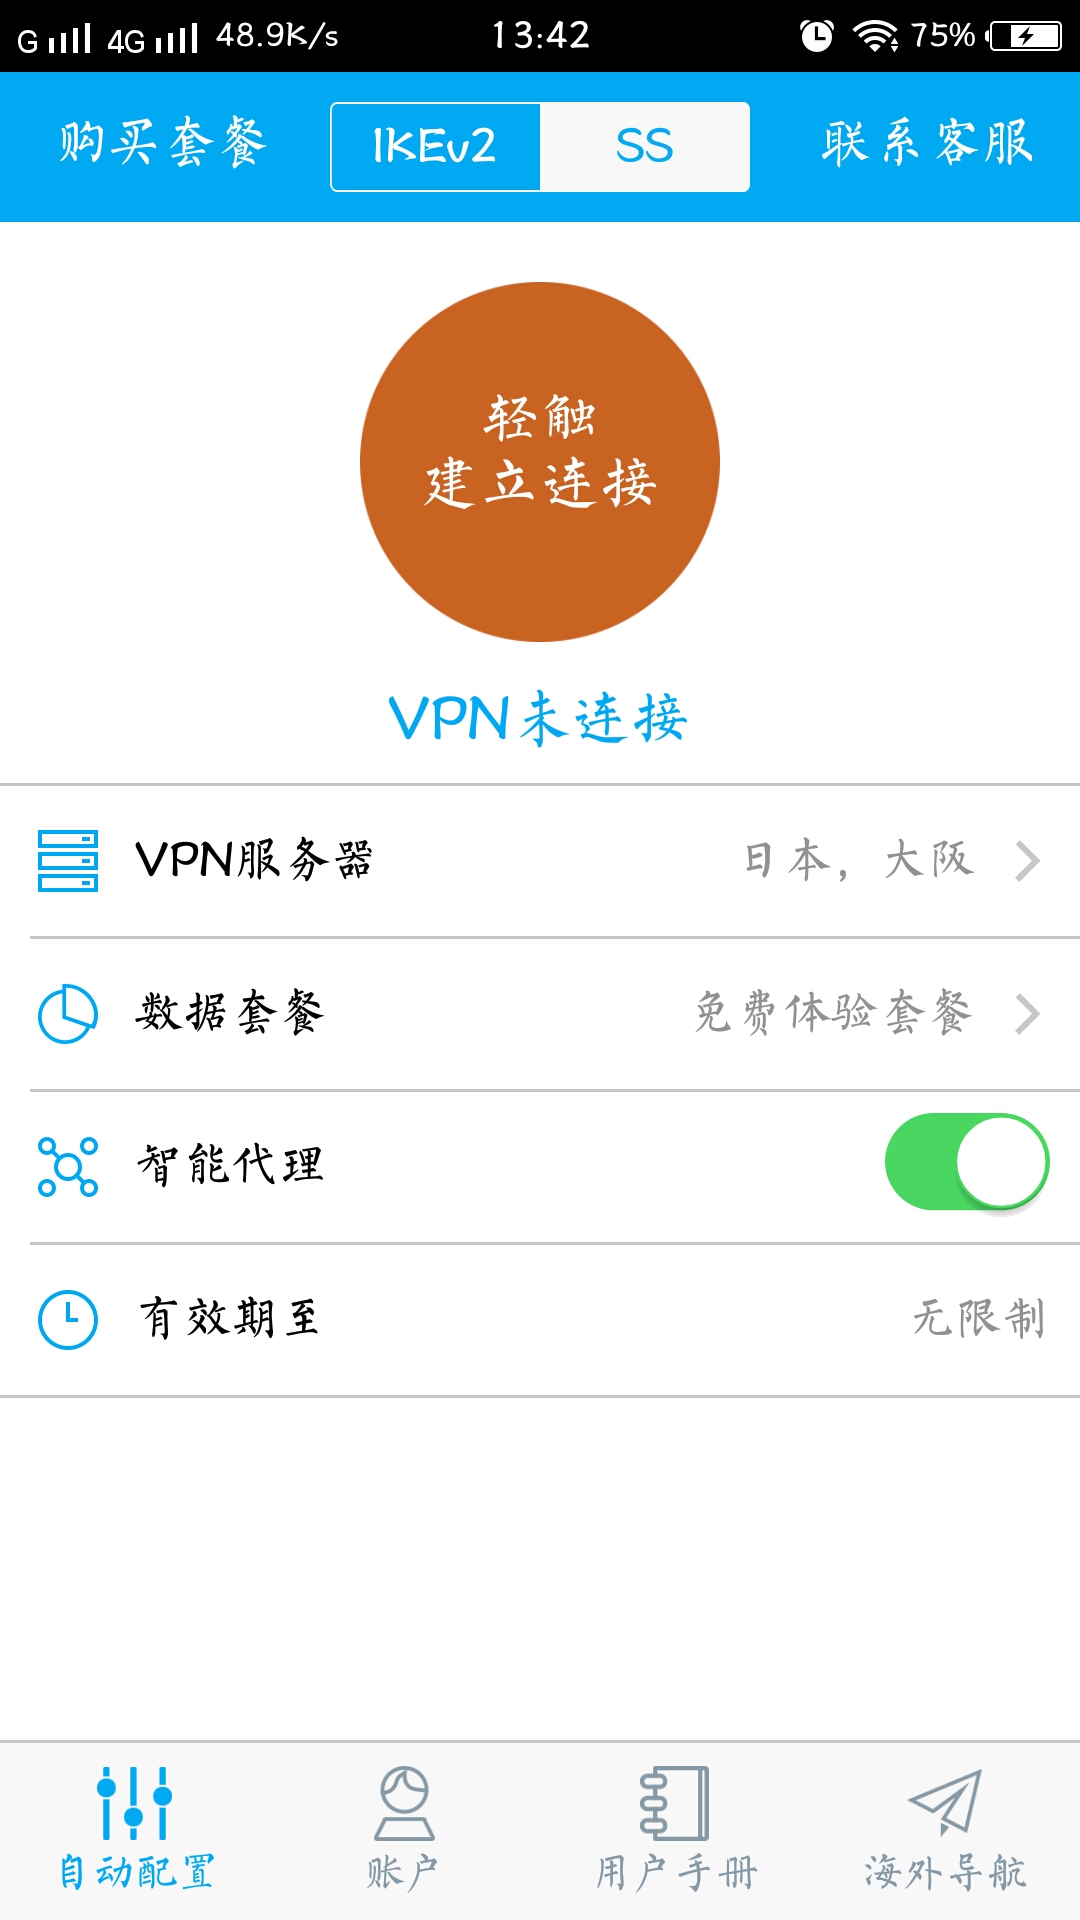 G 4G 48.9K/s 13:42 75%
购买套餐 IKEv2 SS 联系客服
轻触
建立连接
VPN未连接
VPN服务器 日本，大阪
数据套餐 免费体验套餐
智能代理
有效期至 无限制
自动配置 账户 用户手册 海外导航